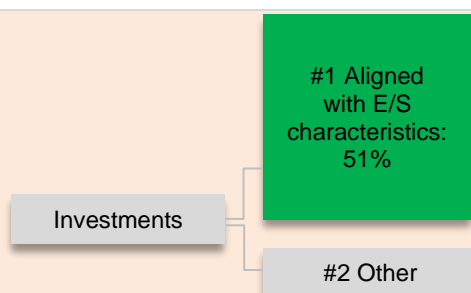 #1 Aligned
with E/S
characteristics:
51%
Investments
#2 Other